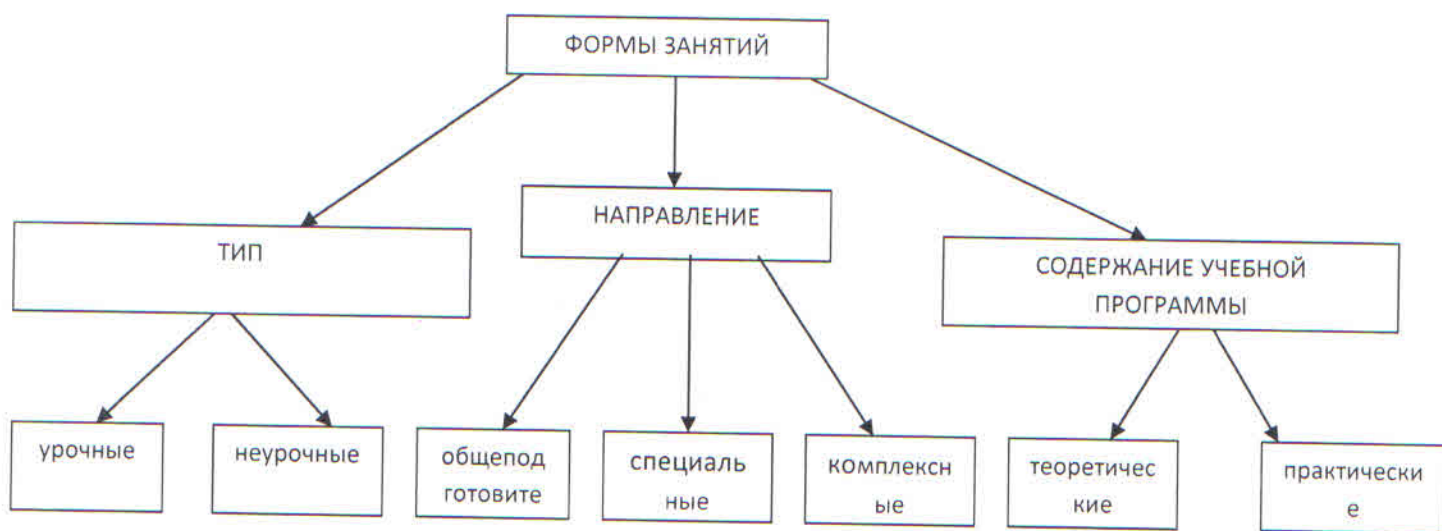 ФОРМЫ ЗАНЯТИЙ
ТИП
НАПРАВЛЕНИЕ
СОДЕРЖАНИЕ УЧЕБНОЙ
ПРОГРАММЫ
урочные
неурочные
общепод
готовите
специаль
ные
комплексн
ые
теоретичес
кие
практически
е